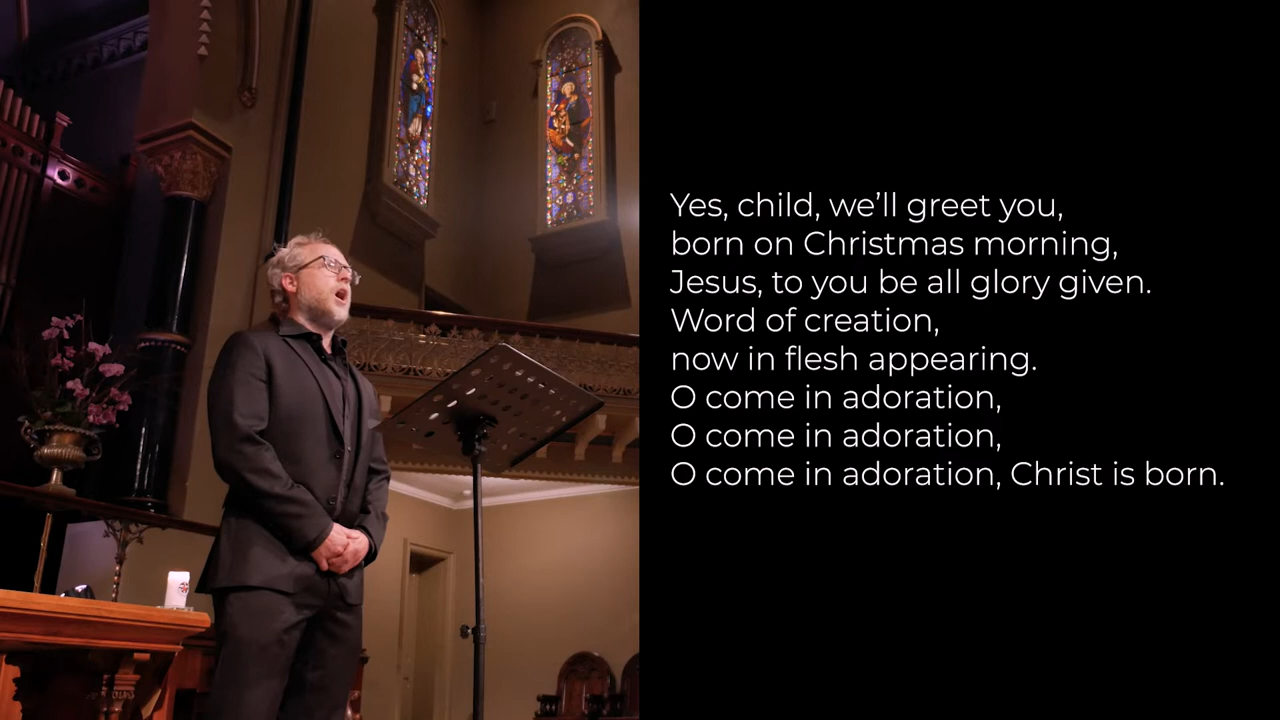 Yes, child, we’ll greet you,
born on Christmas morning,
Jesus, to you be all glory given.
Word of creation,
now in flesh appearing.
O come in adoration,
O come in adoration,
O come in adoration, Christ is born.